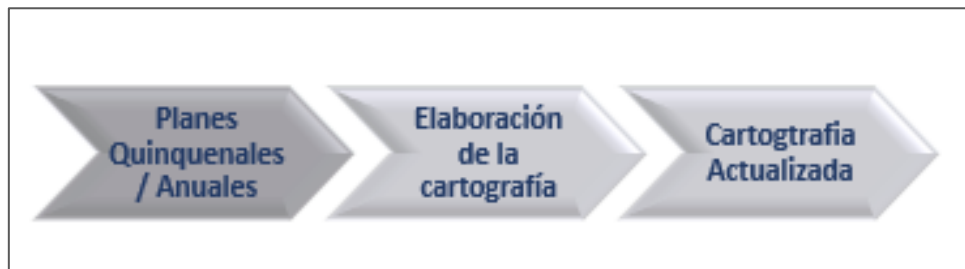 Planes
Quinquenales
/ Anuales
Elaboración
de la
cartografía
Cartogtrafia
Actualizada